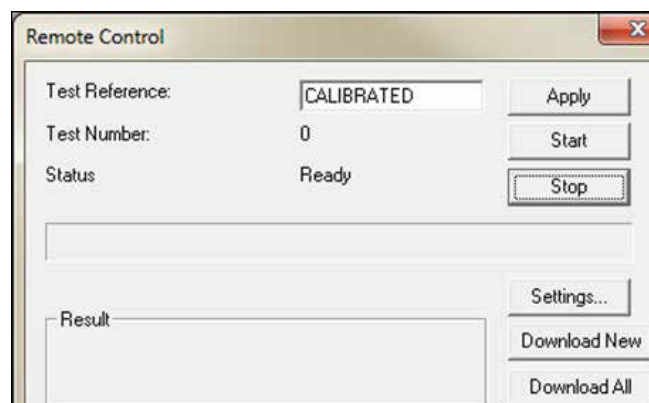 Remote Control
Test Reference: CALIBRATED Apply
Test Number: 0 Start
Status Ready Stop
Settings...
Result
Download New
Download All